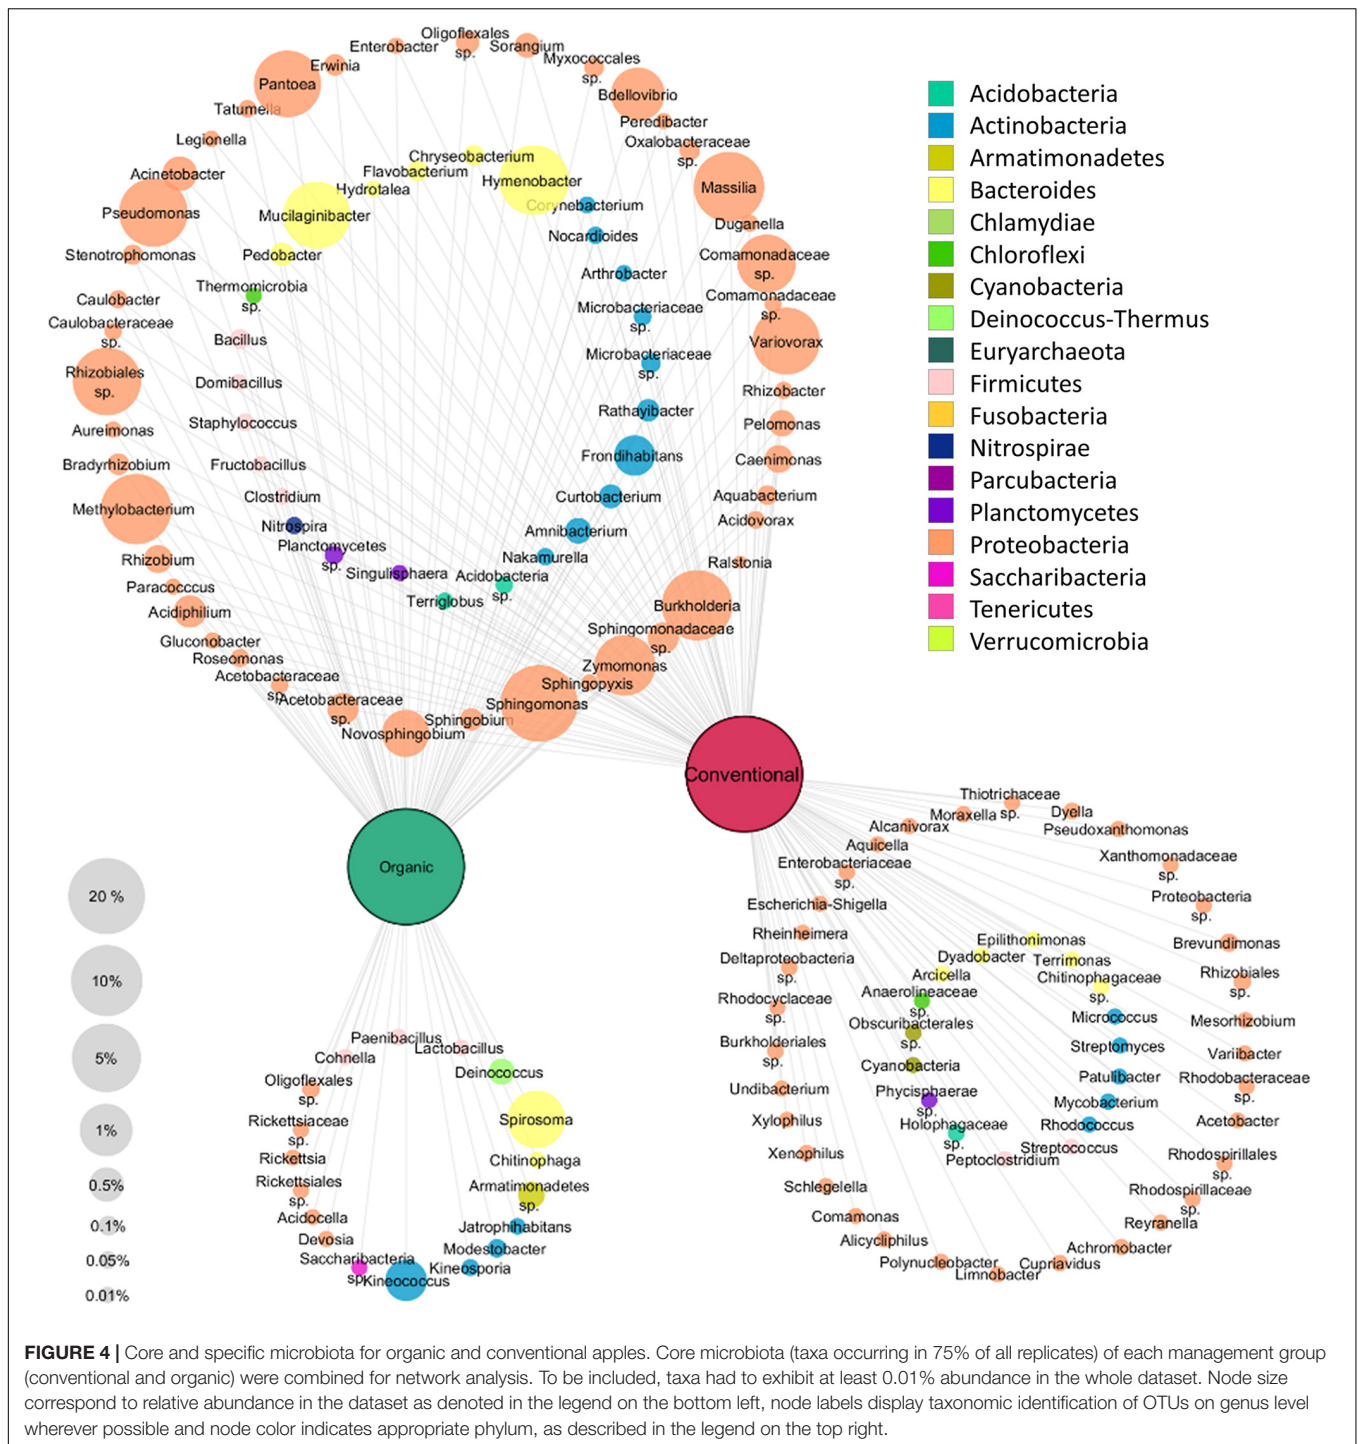 Oligoflexales
sp.
Enterobacter
Sorangium
Erwinia
Myxococcales
sp.
Pantoea
Bdellovibrio
Tatumella
Peredibacter
Legionella
Oxalobacteraceae
sp.
Acinetobacter
Massilia
Pseudomonas
Duganella
Stenotrophomonas
Comamonadaceae
sp.
Caulobacter
Comamonadaceae
sp.
Caulobacteraceae
sp.
Variovorax
Rhizobiales
sp.
Rhizobacter
Aureimonas
Pelomonas
Bradyrhizobium
Caenimonas
Methylobacterium
Aquabacterium
Acidovorax
Rhizobium
Ralstonia
Paracocccus
Acidiphilium
Burkholderia
Gluconobacter
Sphingomonadaceae
sp.
Roseomonas
Zymomonas
Acetobacteraceae
sp.
Sphingopyxis
Acetobacteraceae
sp.
Sphingomonas
Sphingobium
Novosphingobium
Chryseobacterium
Flavobacterium
Hymenobacter
Hydrotalea
Mucilaginibacter
Corynebacterium
Nocardioides
Pedobacter
Thermomicrobia
sp.
Arthrobacter
Microbacteriaceae
sp.
Bacillus
Microbacteriaceae
sp.
Domibacillus
Rathayibacter
Staphylococcus
Frondihabitans
Fructobacillus
Clostridium
Curtobacterium
Nitrospira
Amnibacterium
Planctomycetes
sp.
Nakamurella
Singulisphaera
Acidobacteria
sp.
Terriglobus
Acidobacteria
Actinobacteria
Armatimonadetes
Bacteroides
Chlamydiae
Chloroflexi
Cyanobacteria
Deinococcus-Thermus
Euryarchaeota
Firmicutes
Fusobacteria
Nitrospirae
Parcubacteria
Planctomycetes
Proteobacteria
Saccharibacteria
Tenericutes
Verrucomicrobia
Conventional
Organic
20 %
10%
5%
1%
0.5%
0.1%
0.05%
0.01%
Paenibacillus
Lactobacillus
Cohnella
Deinococcus
Oligoflexales
sp.
Spirosoma
Rickettsiaceae
sp.
Rickettsia
Chitinophaga
Rickettsiales
sp.
Armatimonadetes
sp.
Acidocella
Jatrophihabitans
Devosia
Modestobacter
Saccharibacteria
sp.
Kineosporia
Kineococcus
Thiotrichaceae
sp.
Moraxella
Dyella
Alcanivorax
Pseudoxanthomonas
Aquicella
Enterobacteriaceae
sp.
Xanthomonadaceae
sp.
Escherichia-Shigella
Proteobacteria
sp.
Rheinheimera
Brevundimonas
Deltaproteobacteria
sp.
Rhizobiales
sp.
Rhodocyclaceae
sp.
Mesorhizobium
Burkholderiales
sp.
Variibacter
Undibacterium
Rhodobacteraceae
sp.
Xylophilus
Acetobacter
Xenophilus
Rhodospirillales
sp.
Schlegelella
Rhodospirillaceae
sp.
Comamonas
Reyranella
Alicycliphilus
Achromobacter
Polynucleobacter
Cupriavidus
Limnobacter
Epilithonimonas
Dyadobacter
Terrimonas
Arcicella
Chitinophagaceae
sp.
Anaerolineaceae
sp.
Micrococcus
Obscuribacterales
sp.
Streptomyces
Cyanobacteria
Patulibacter
Phycisphaerae
sp.
Mycobacterium
Holophagaceae
sp.
Rhodococcus
Streptococcus
Peptoclostridium
FIGURE 4 | Core and specific microbiota for organic and conventional apples. Core microbiota (taxa occurring in 75% of all replicates) of each management group
(conventional and organic) were combined for network analysis. To be included, taxa had to exhibit at least 0.01% abundance in the whole dataset. Node size
correspond to relative abundance in the dataset as denoted in the legend on the bottom left, node labels display taxonomic identification of OTUs on genus level
wherever possible and node color indicates appropriate phylum, as described in the legend on the top right.